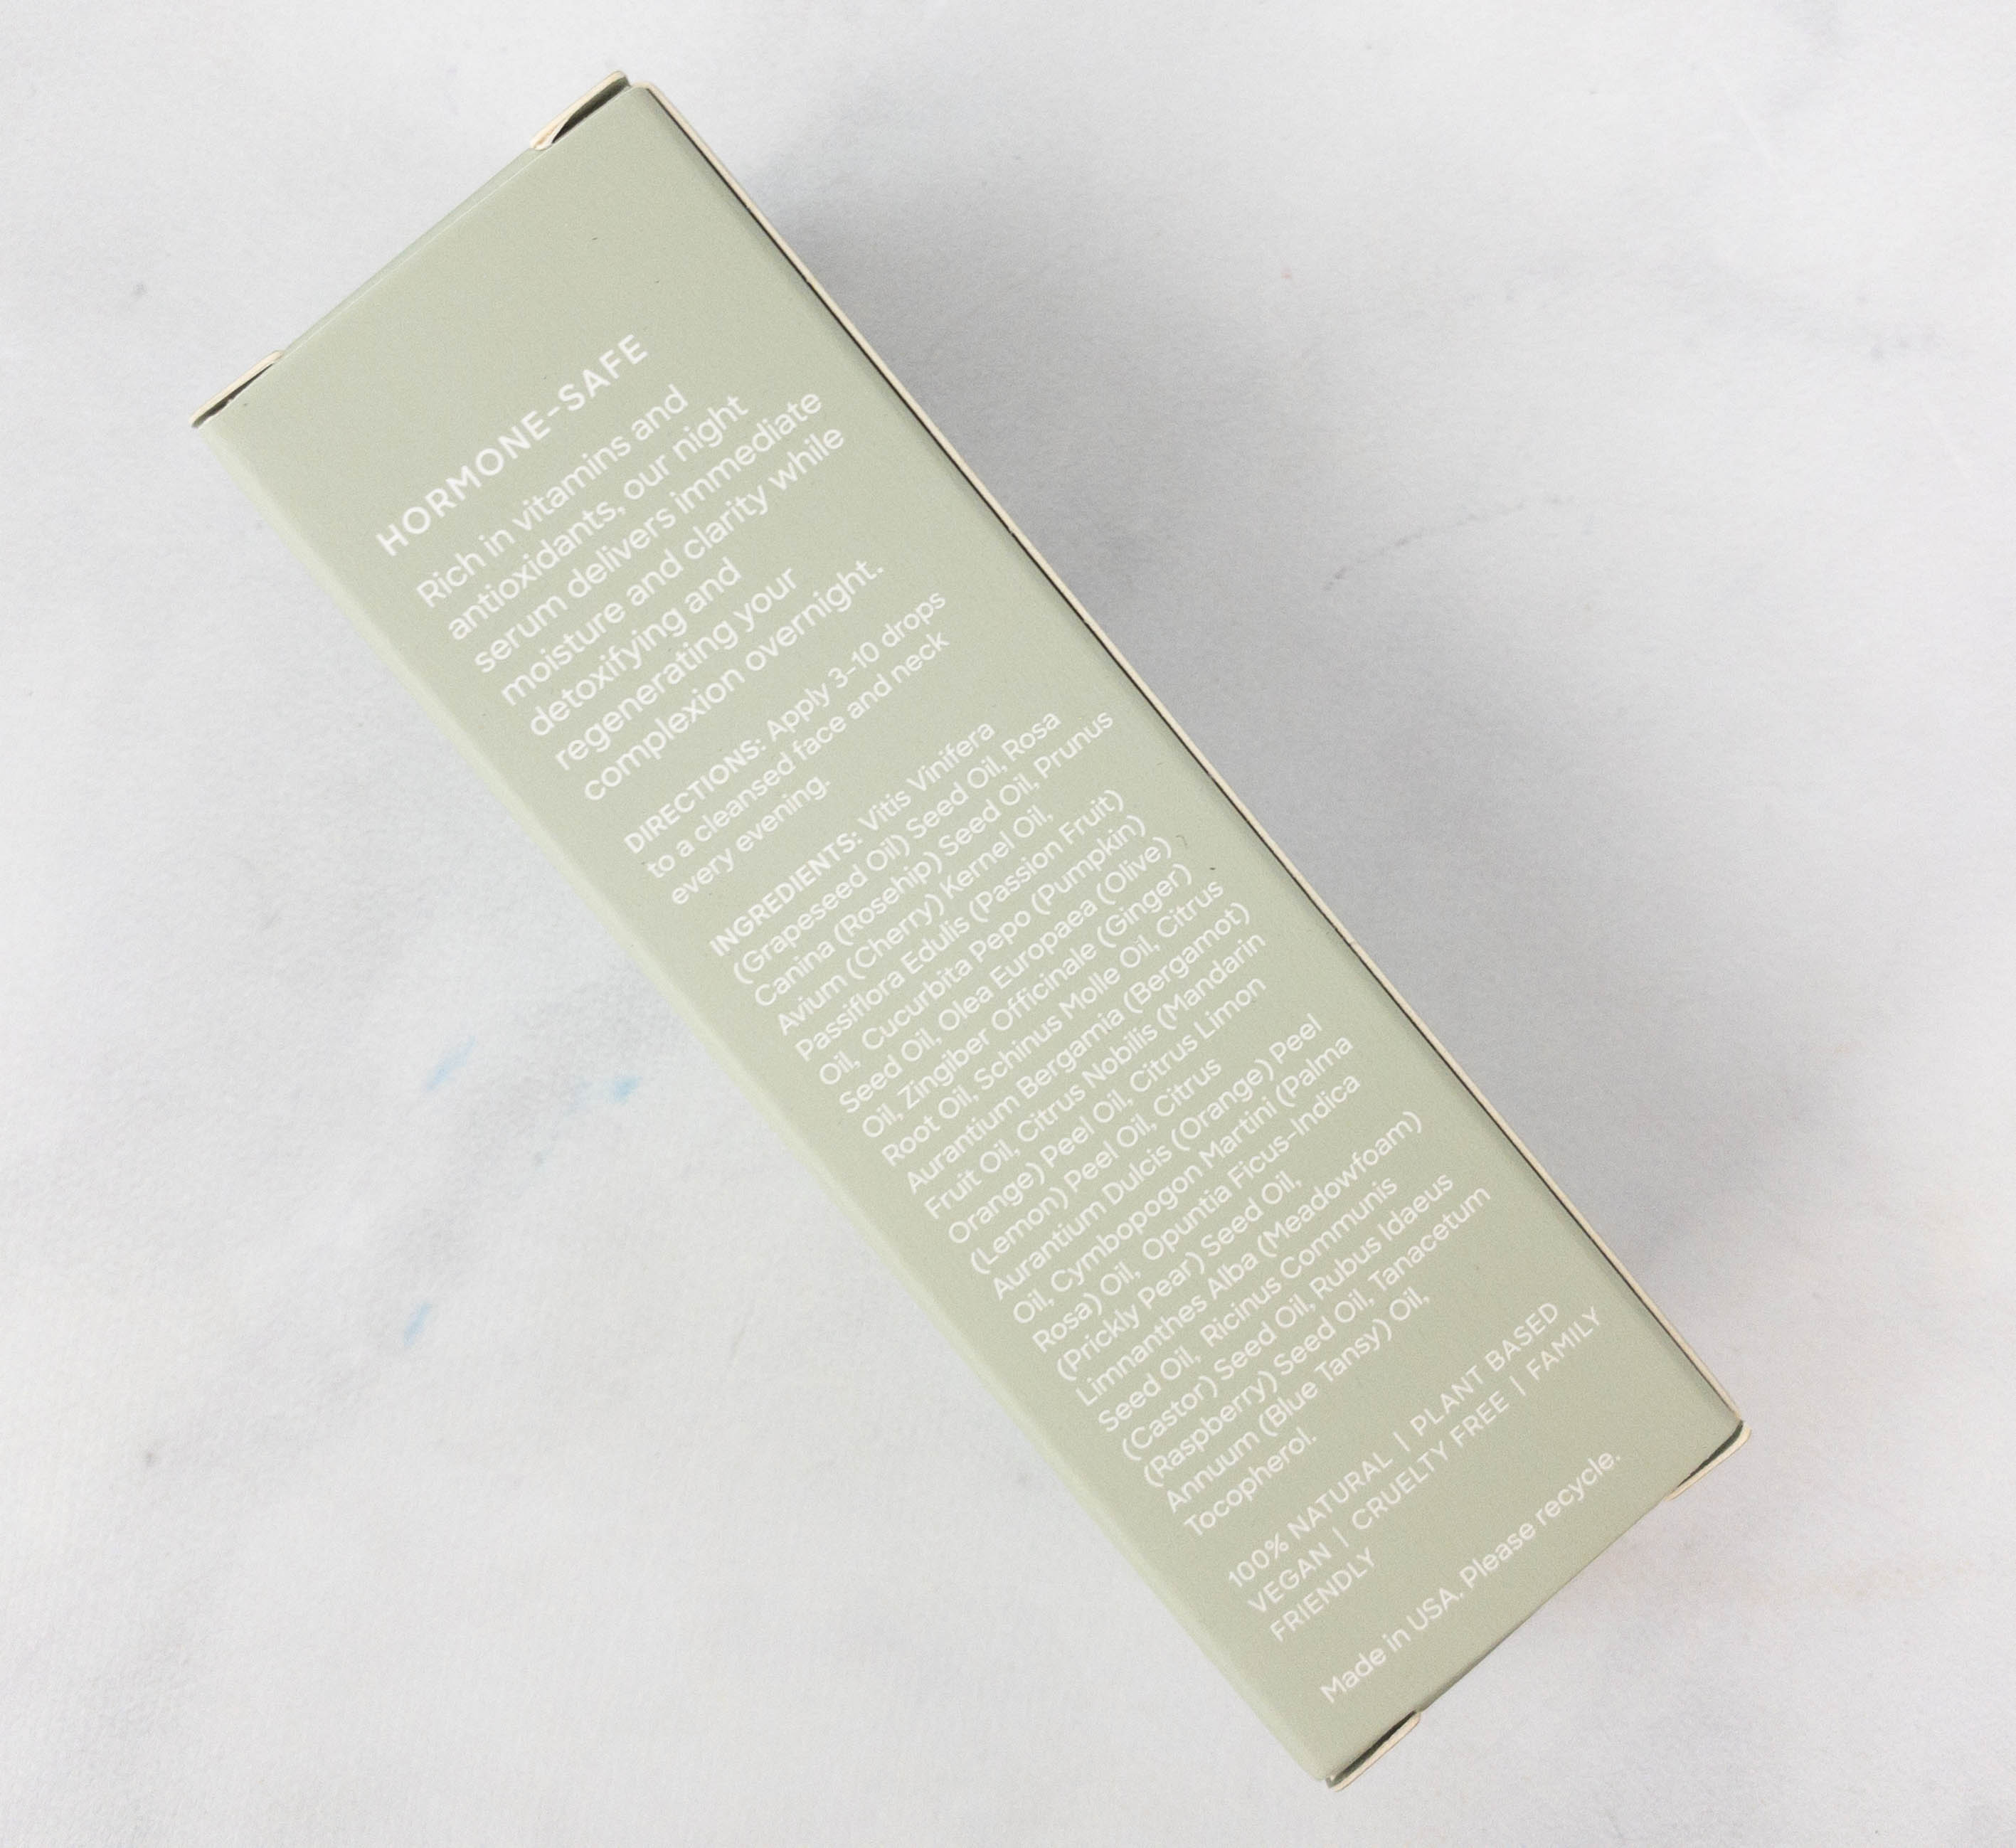 HORMONE-SAFE
Rich in vitamins and
antioxidants, our night
serum delivers immediate
moisture and clarity while
detoxifying and
regenerating your
complexion overnight.
DIRECTIONS: Apply 3-10 drops
to a cleansed face and neck
every evening.
INGREDIENTS: Vitis Vinifera
(Grapeseed Oil) Seed Oil, Rosa
Canina (Rosehip) Seed Oil, Prunus
Avium (Cherry) Kernel Oil,
Passiflora Edulis (Passion Fruit)
Oil, Cucurbita Pepo (Pumpkin)
Seed Oil, Olea Europaea (Olive)
Oil, Zingiber Officinale (Ginger)
Root Oil, Schinus Molle Oil, Citrus
Aurantium Bergamia (Bergamot)
Fruit Oil, Citrus Nobilis (Mandarin
Orange) Peel Oil, Citrus Limon
(Lemon) Peel Oil, Citrus
Aurantium Dulcis (Orange) Peel
Oil, Cymbopogon Martini (Palma
Rosa) Oil, Opuntia Ficus-Indica
(Prickly Pear) Seed Oil,
Limnanthes Alba (Meadowfoam)
Seed Oil, Ricinus Communis
(Castor) Seed Oil, Rubus Idaeus
(Raspberry) Seed Oil, Tanacetum
Annuum (Blue Tansy) Oil,
Tocopherol.
100% NATURAL | PLANT BASED
VEGAN | CRUELTY FREE | FAMILY
FRIENDLY
Made in USA. Please recycle.